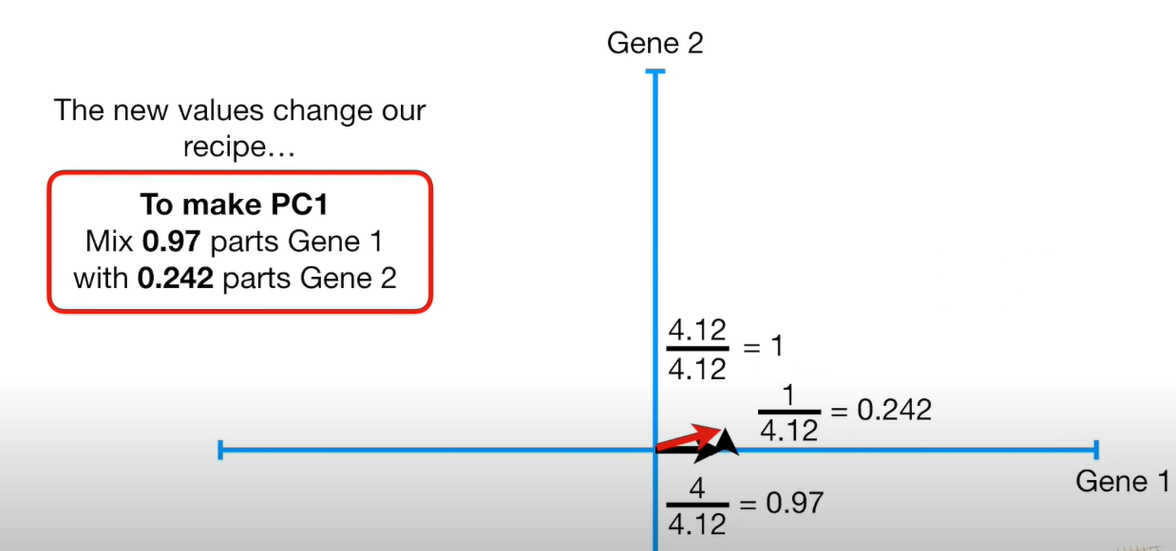 Gene 2
The new values change our
recipe...
To make PC1
Mix 0.97 parts Gene 1
with 0.242 parts Gene 2
4.12
4.12
= 1
1
4.12
= 0.242
Gene 1
4
4.12
= 0.97